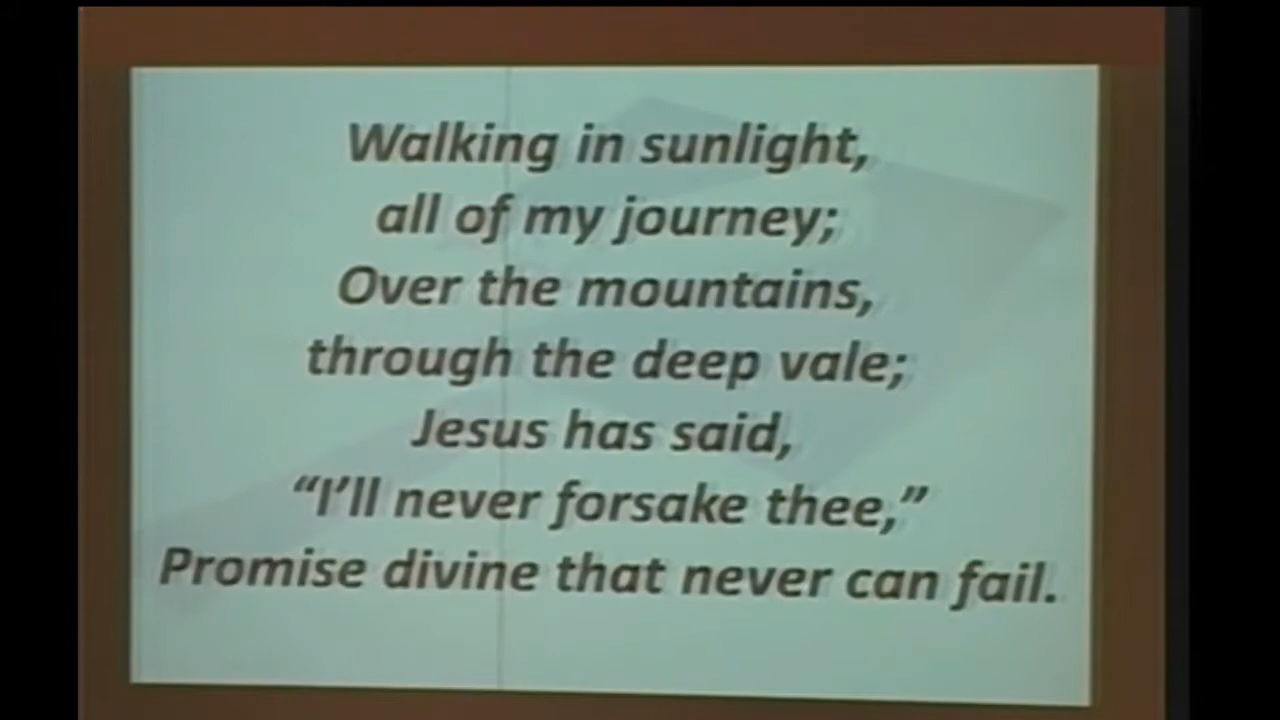 Walking in sunlight,
all of my journey;
Over the mountains,
through the deep vale;
Jesus has said,
“I’ll never forsake thee,”
Promise divine that never can fail.